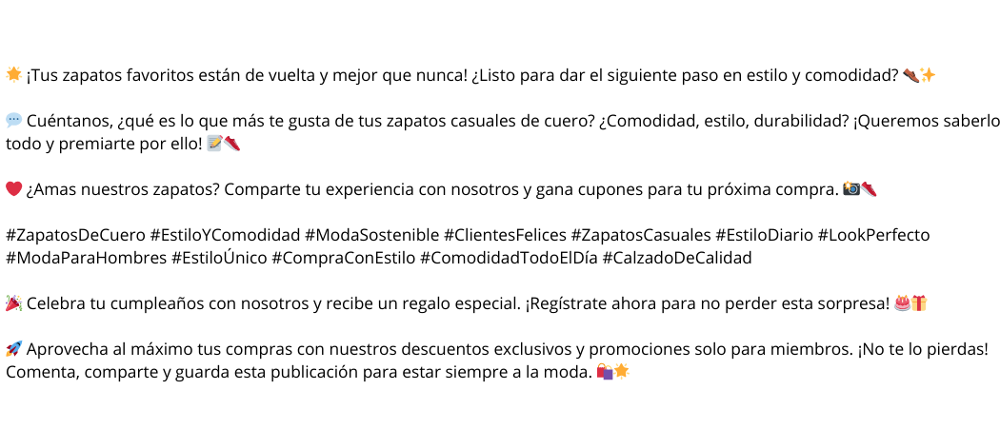 🌟 ¡Tus zapatos favoritos están de vuelta y mejor que nunca! ¿Listo para dar el siguiente paso en estilo y comodidad? 👞✨
💬 Cuéntanos, ¿qué es lo que más te gusta de tus zapatos casuales de cuero? ¿Comodidad, estilo, durabilidad? ¡Queremos saberlo
todo y premiarte por ello! 📝👟
❤️ ¿Amas nuestros zapatos? Comparte tu experiencia con nosotros y gana cupones para tu próxima compra. 📸👟
#ZapatosDeCuero #EstiloYComodidad #ModaSostenible #ClientesFelices #ZapatosCasuales #EstiloDiario #LookPerfecto
#ModaParaHombres #EstiloÚnico #CompraConEstilo #ComodidadTodoElDía #CalzadoDeCalidad
🎉 Celebra tu cumpleaños con nosotros y recibe un regalo especial. ¡Regístrate ahora para no perder esta sorpresa! 🎂🎁
🚀 Aprovecha al máximo tus compras con nuestros descuentos exclusivos y promociones solo para miembros. ¡No te lo pierdas!
Comenta, comparte y guarda esta publicación para estar siempre a la moda. 🛍️🌟